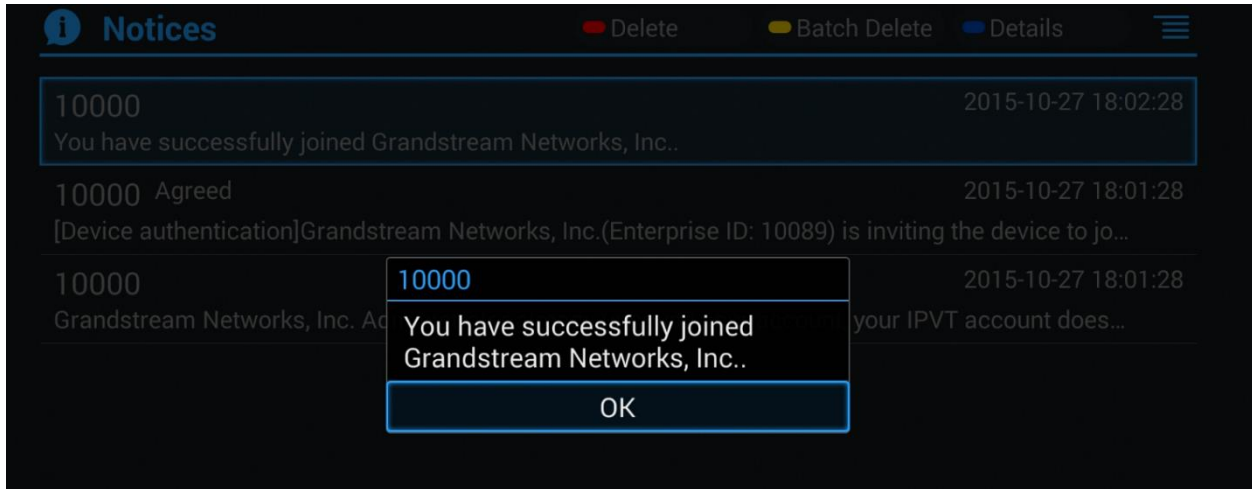 Notices
Delete
Batch Delete
Details
10000
2015-10-27 18:02:28
You have successfully joined Grandstream Networks, Inc..
10000 Agreed
2015-10-27 18:01:28
[Device authentication]Grandstream Networks, Inc.(Enterprise ID: 10089) is inviting the device to jo...
10000
2015-10-27 18:01:28
Grandstream Networks, Inc. your IPVT account does...
10000
You have successfully joined
Grandstream Networks, Inc..
OK